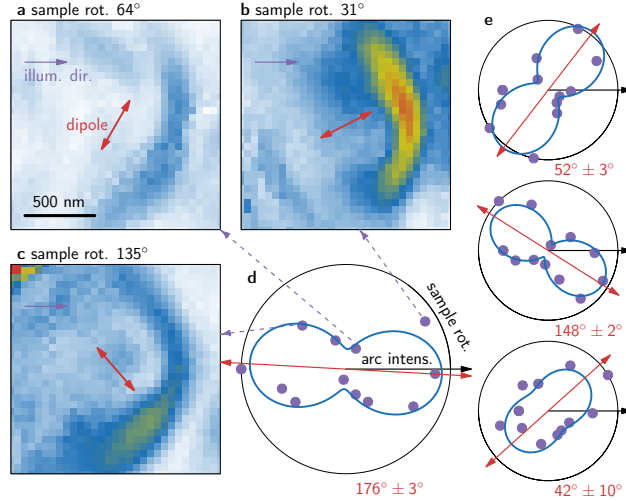 a sample rot. 64°
b sample rot. 31°
e
illum. dir.
dipole
500 nm
52° ± 3°
c sample rot. 135°
d
sample rot.
arc intens.
148° ± 2°
176° ± 3°
42° ± 10°